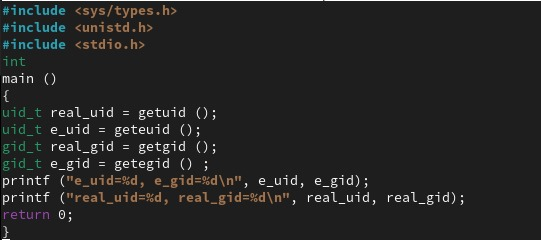 #include <sys/types.h>
#include <unistd.h>
#include <stdio.h>
int
main ()
{
uid_t real_uid = getuid ();
uid_t e_uid = geteuid ();
gid_t real_gid = getgid ();
gid_t e_gid = getegid () ;
printf ("e_uid=%d, e_gid=%d\n", e_uid, e_gid);
printf ("real_uid=%d, real_gid=%d\n", real_uid, real_gid);
return 0;
}